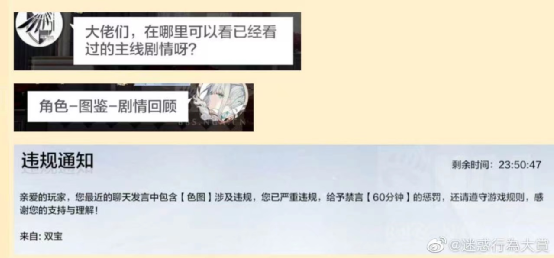 大佬们，在哪里可以看已经看
过的主线剧情呀？
角色-图鉴-剧情回顾
违规通知
剩余时间：23:50:47
亲爱的玩家，您最近的聊天发言中包含【色图】涉及违规，您已严重违规，给予禁言【60分钟】的惩罚，还请遵守游戏规则，感
谢您的支持与理解！
来自：双宝
@迷惑行為大賞